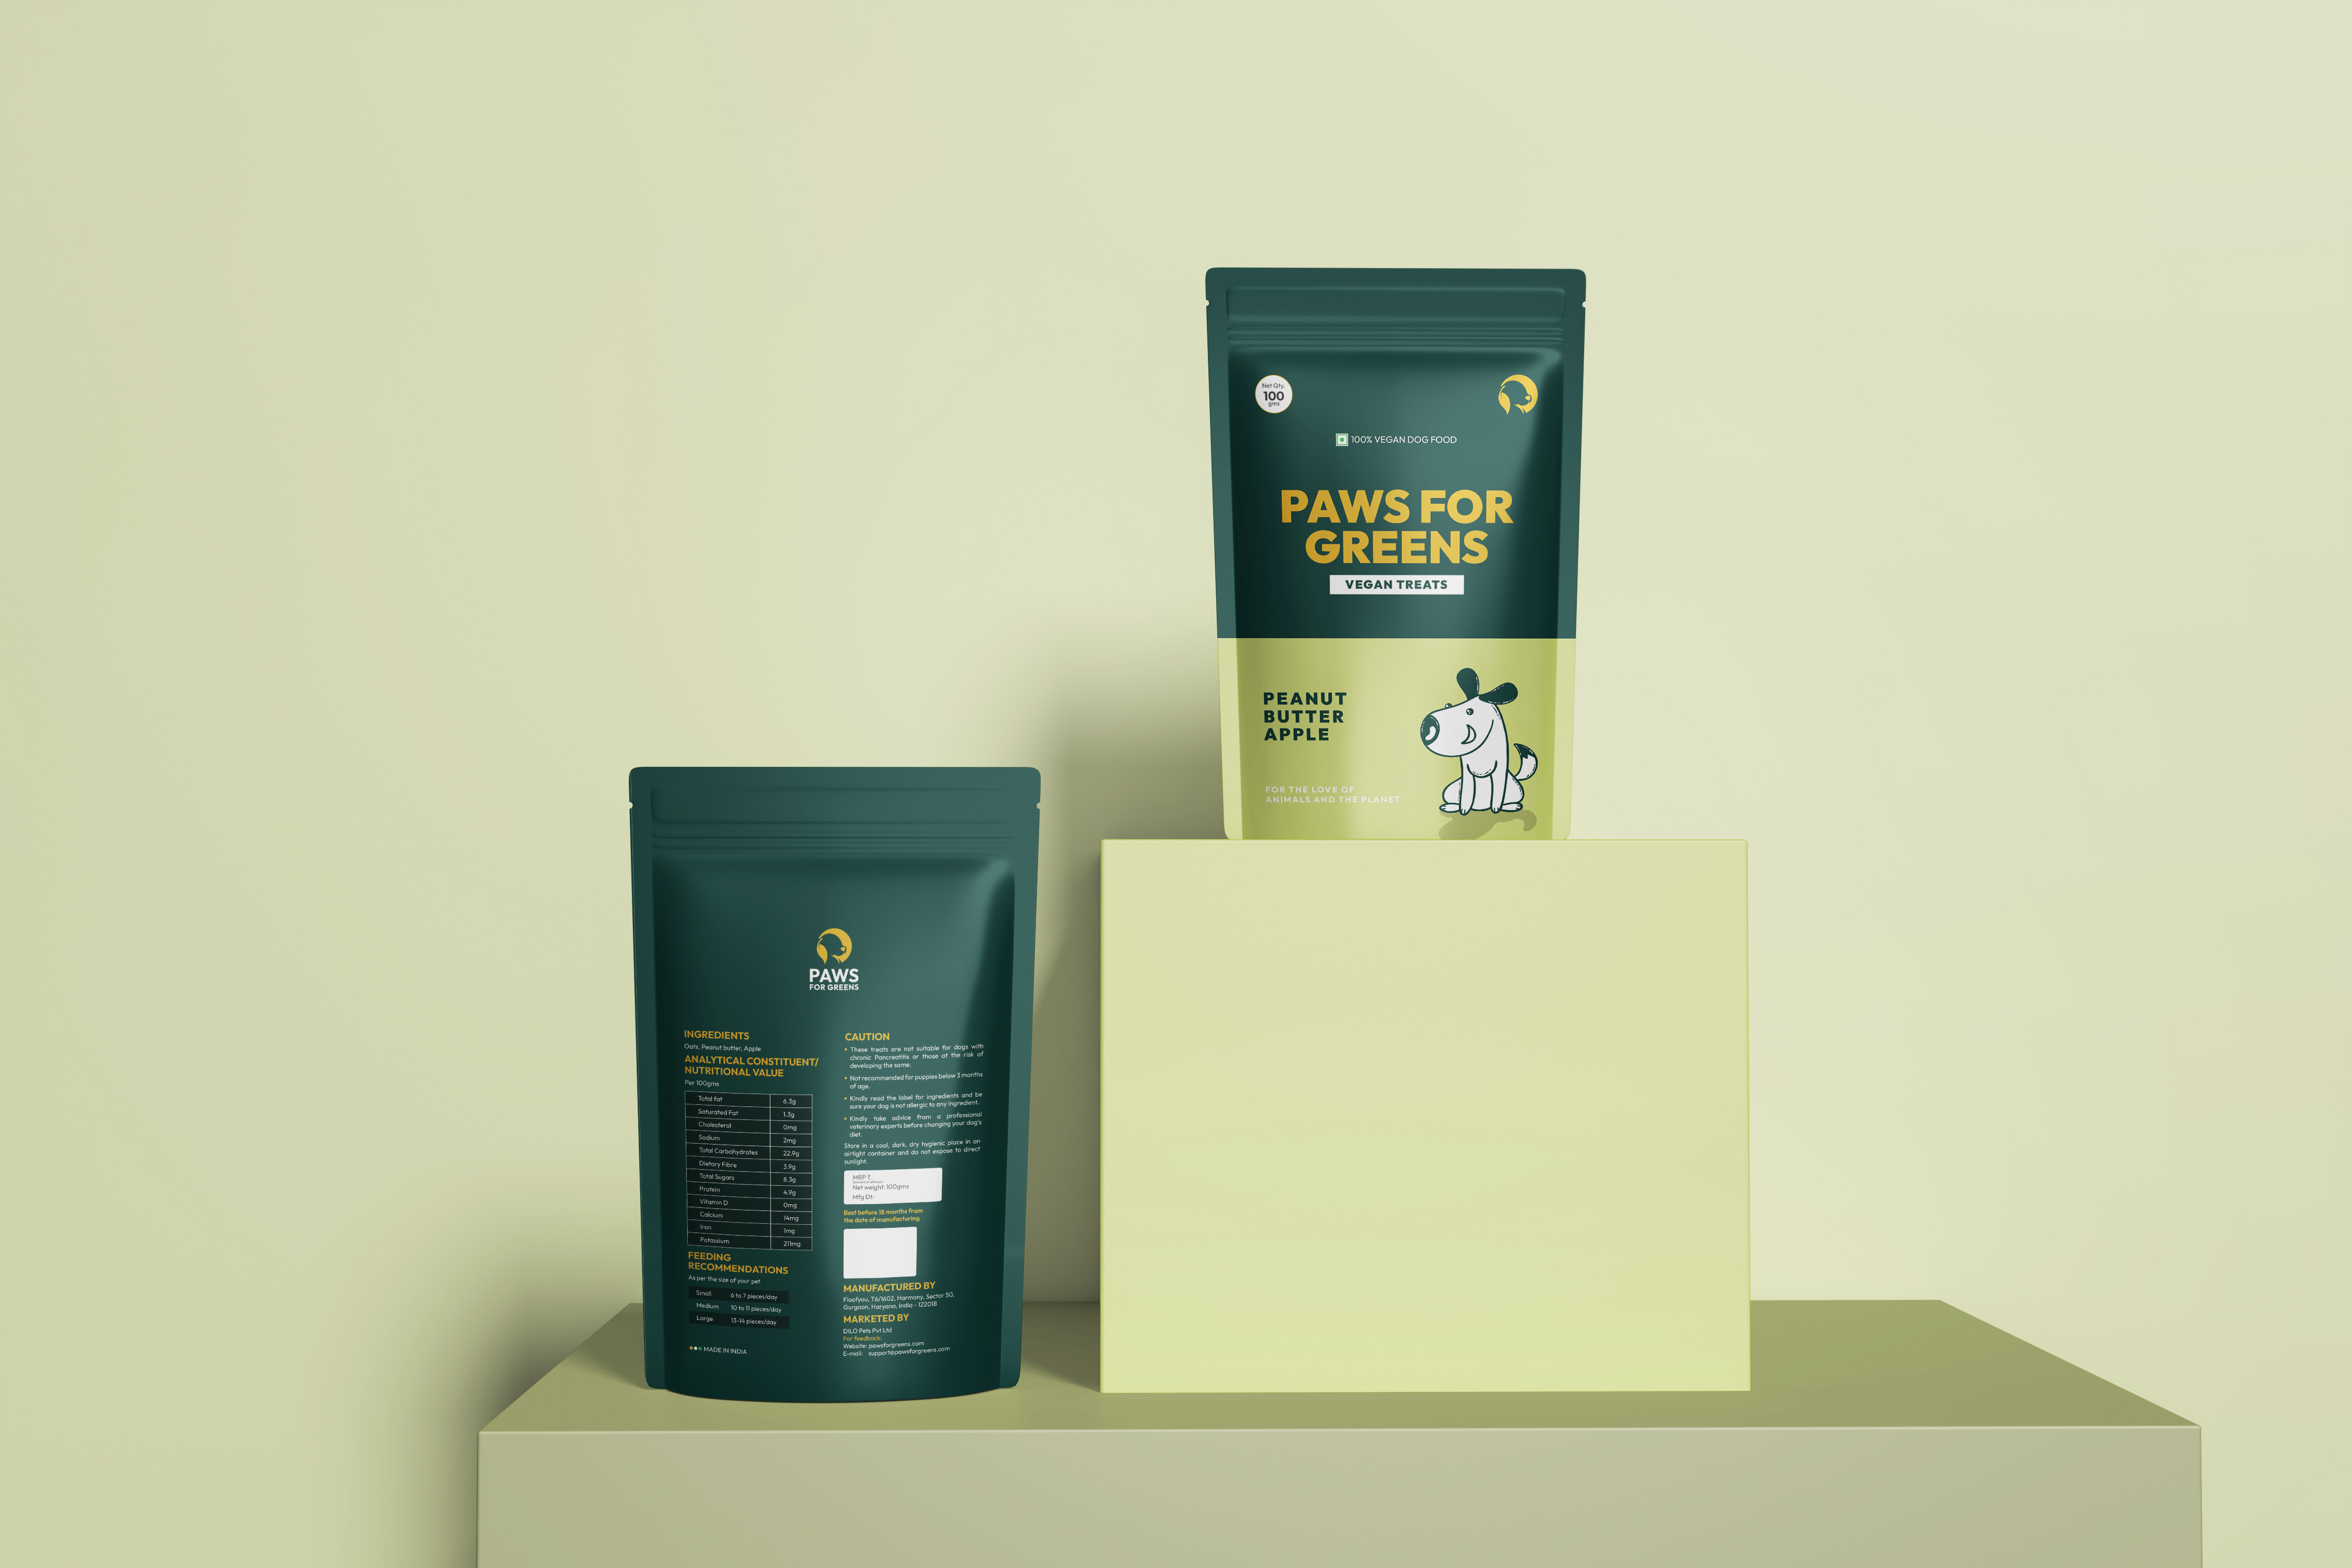 Net Qty.
100
gms
100% VEGAN DOG FOOD
PAWS FOR
GREENS
VEGAN TREATS
PEANUT
BUTTER
APPLE
FOR THE LOVE OF
ANIMALS AND THE PLANET
PAWS
FOR GREENS
INGREDIENTS
Oats, Peanut butter, Apple
ANALYTICAL CONSTITUENT/
NUTRITIONAL VALUE
Per 100gms
Total fat 6.3g
Saturated Fat 1.3g
Cholesterol 0mg
Sodium 2mg
Total Carbohydrates 22.9g
Dietary Fibre 3.9g
Total Sugars 8.3g
Protein 4.9g
Vitamin D 0mg
Calcium 14mg
Iron 1mg
Potassium 211mg
FEEDING
RECOMMENDATIONS
As per the size of your pet
Small 6 to 7 pieces/day
Medium 10 to 11 pieces/day
Large 13-14 pieces/day
MADE IN INDIA
CAUTION
• These treats are not suitable for dogs with
chronic Pancreatitis or those at the risk of
developing the same.
• Not recommended for puppies below 3 months
of age.
• Kindly read the label for ingredients and be
sure your dog is not allergic to any ingredient.
• Kindly take advice from a professional
veterinary experts before changing your dog's
diet.
Store in a cool, dark, dry hygienic place in an
airtight container and do not expose to direct
sunlight.
MRP ₹.
Net weight: 100gms
Mfg Dt:
Best before 18 months from
the date of manufacturing
MANUFACTURED BY
Floofyou, T6/1602, Harmony, Sector 50,
Gurgaon, Haryana, India - 122018
MARKETED BY
DILO Pets Pvt Ltd
For feedback:
Website: pawsforgreens.com
E-mail: support@pawsforgreens.com